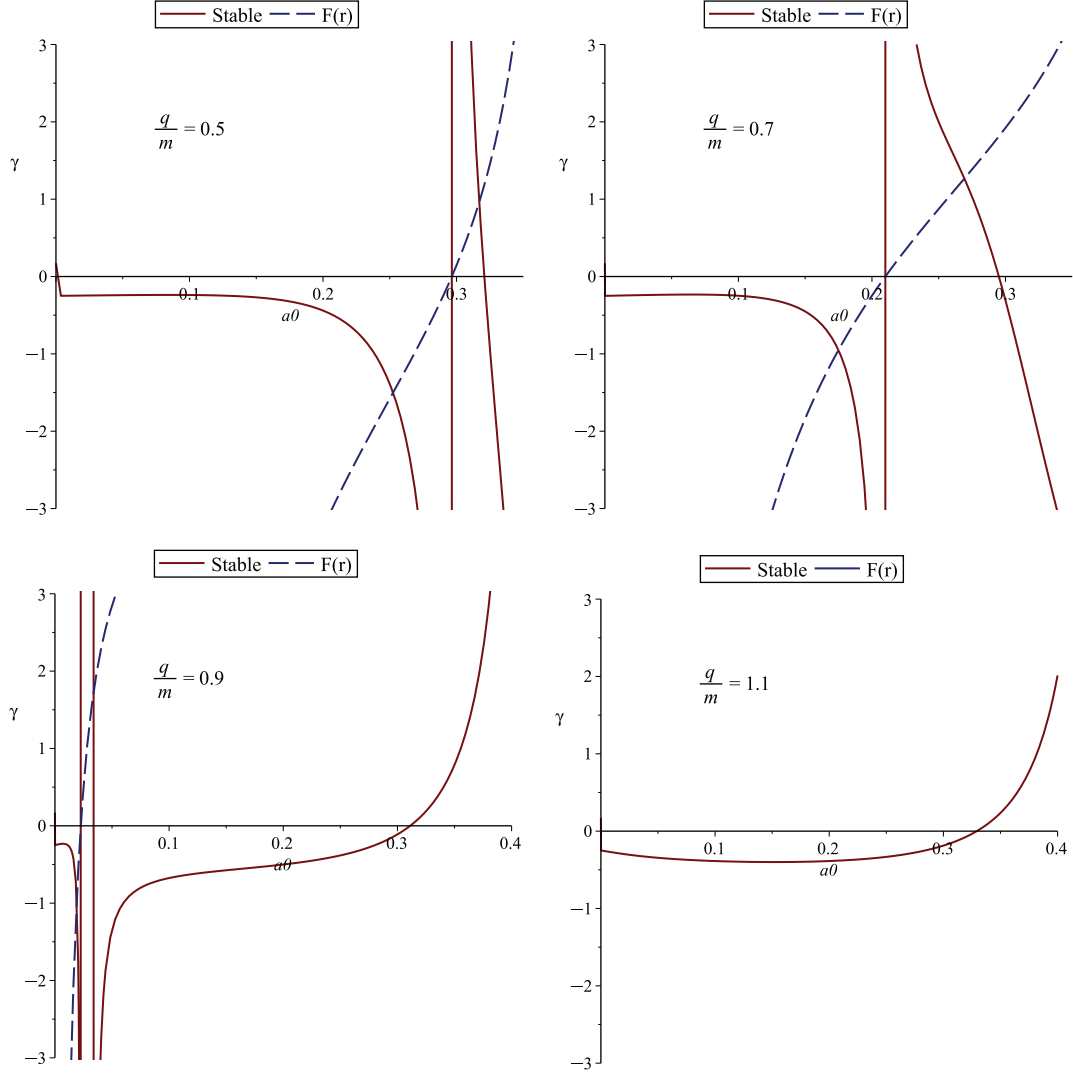 Stable F(r)
3
2
1
0
−1
−2
−3
γ
q/m = 0.5
0.1 0.2 0.3
a0
Stable F(r)
3
2
1
0
−1
−2
−3
γ
q/m = 0.7
0.1 0.2 0.3
a0
Stable F(r)
3
2
1
0
−1
−2
−3
γ
q/m = 0.9
0.1 0.2 0.3 0.4
a0
Stable F(r)
3
2
1
0
−1
−2
−3
γ
q/m = 1.1
0.1 0.2 0.3 0.4
a0